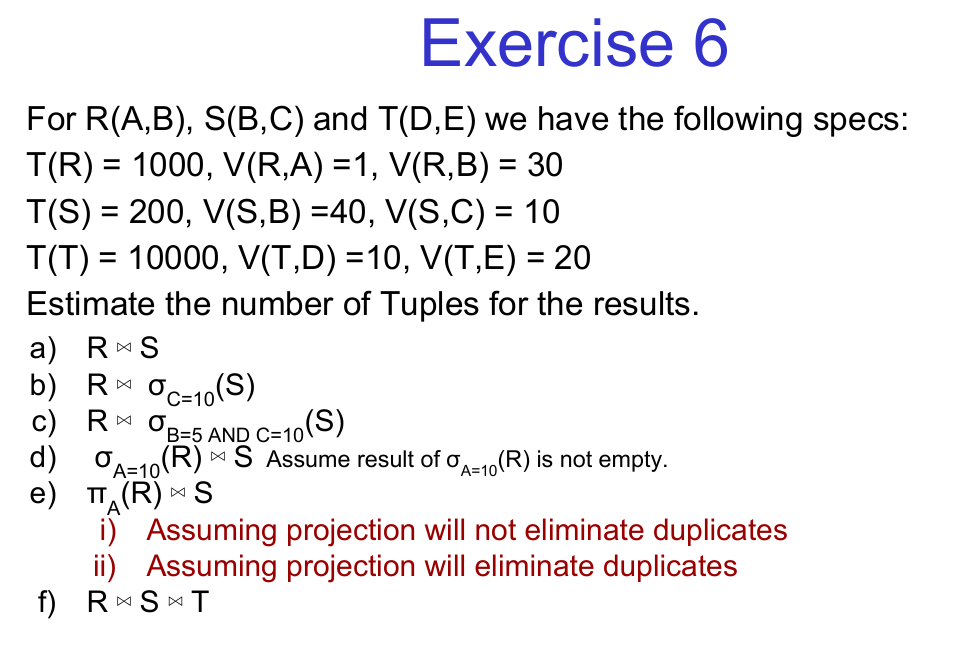 Exercise 6
For R(A,B), S(B,C) and T(D,E) we have the following specs:
T(R) = 1000, V(R,A) =1, V(R,B) = 30
T(S) = 200, V(S,B) =40, V(S,C) = 10
T(T) = 10000, V(T,D) =10, V(T,E) = 20
Estimate the number of Tuples for the results.
a) R ⋈ S
b) R ⋈ σC=10(S)
c) R ⋈ σB=5 AND C=10(S)
d) σA=10(R) ⋈ S Assume result of σA=10(R) is not empty.
e) πA(R) ⋈ S
i) Assuming projection will not eliminate duplicates
ii) Assuming projection will eliminate duplicates
f) R ⋈ S ⋈ T